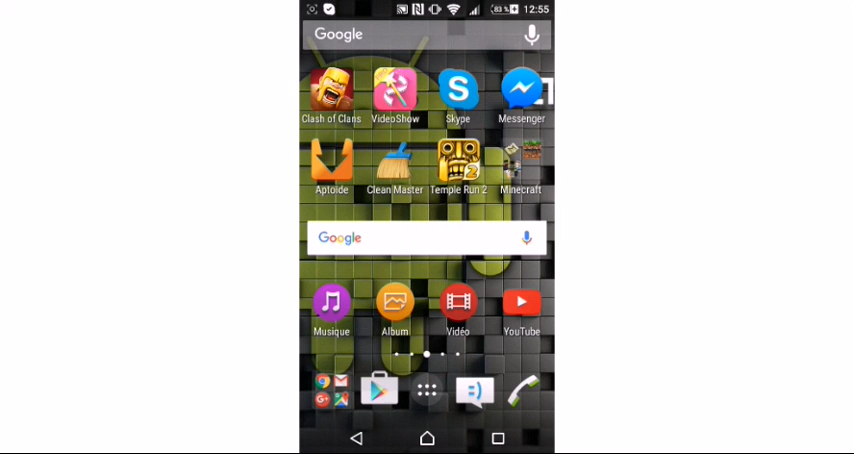 83 % 12:55
Google
Clash of Clans VideoShow Skype Messenger
Aptoide Clean Master Temple Run 2 Minecraft
Google
Musique Album Vidéo YouTube